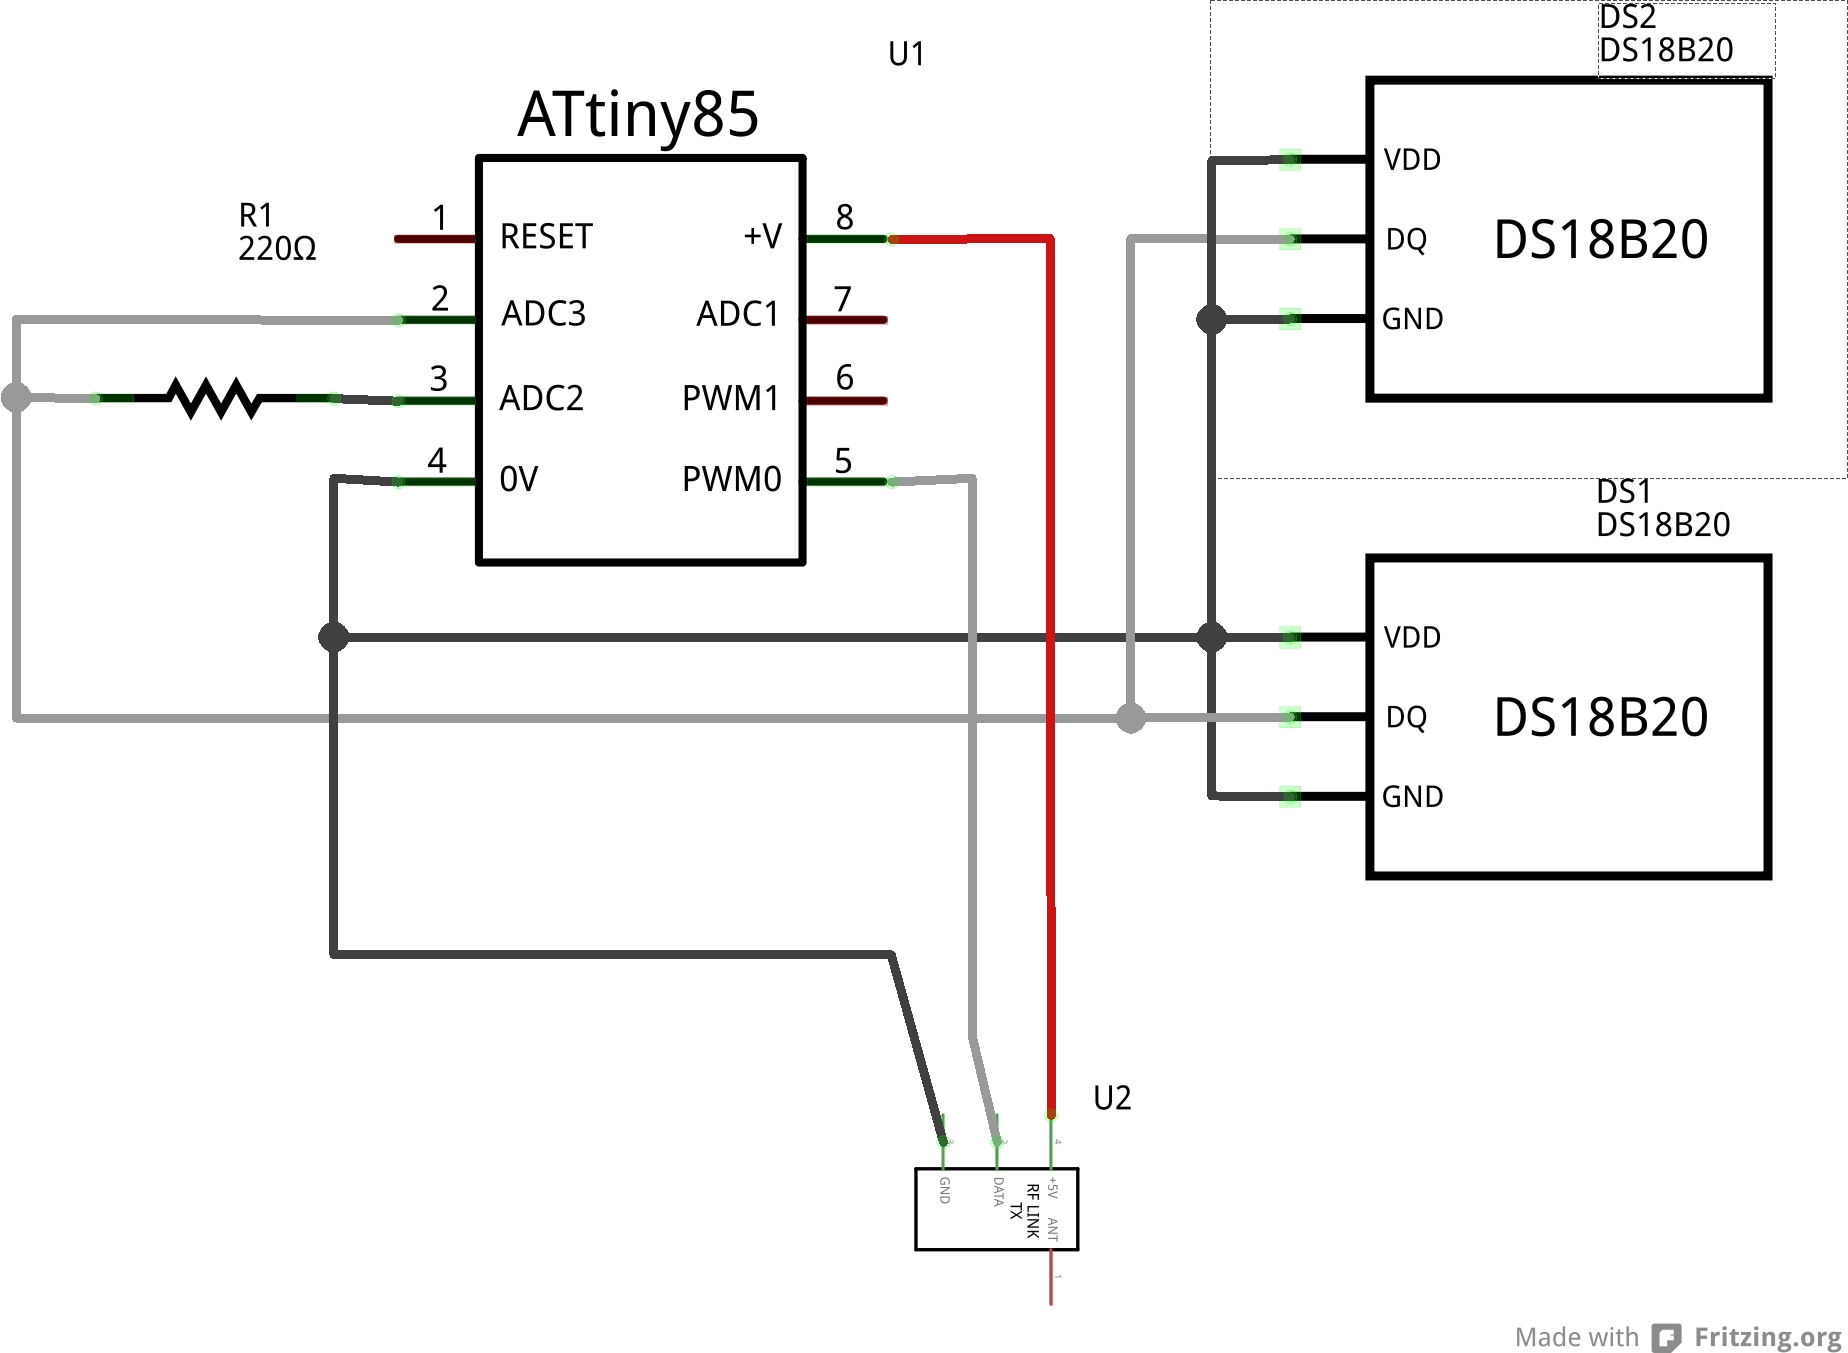 DS2
DS18B20
U1
ATtiny85
VDD
DQ
GND
DS18B20
R1
220Ω
1
RESET
+V
8
2
ADC3
ADC1
7
3
ADC2
PWM1
6
4
0V
PWM0
5
DS1
DS18B20
VDD
DQ
GND
DS18B20
U2
3
2
4
GND
DATA
RF LINK
TX
+5V
ANT
1
Made with Fritzing.org